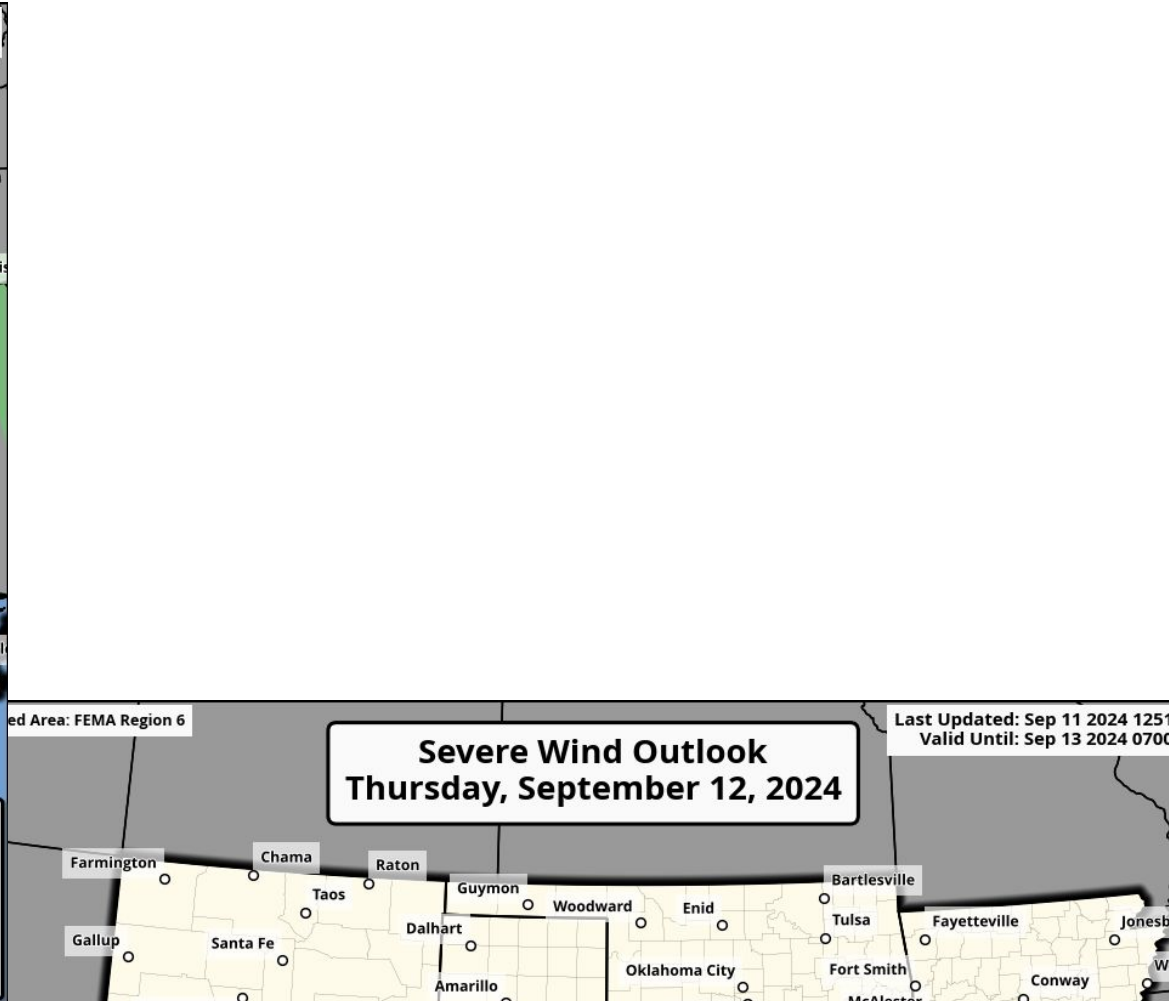 ed Area: FEMA Region 6
Severe Wind Outlook
Thursday, September 12, 2024
Last Updated: Sep 11 2024 1251
Valid Until: Sep 13 2024 0700
Farmington
Chama
Raton
Taos
Guymon
Woodward
Enid
Bartlesville
Tulsa
Fayetteville
Jonesb
Gallup
Santa Fe
Dalhart
Oklahoma City
Fort Smith
Amarillo
Conway
McAlester
W